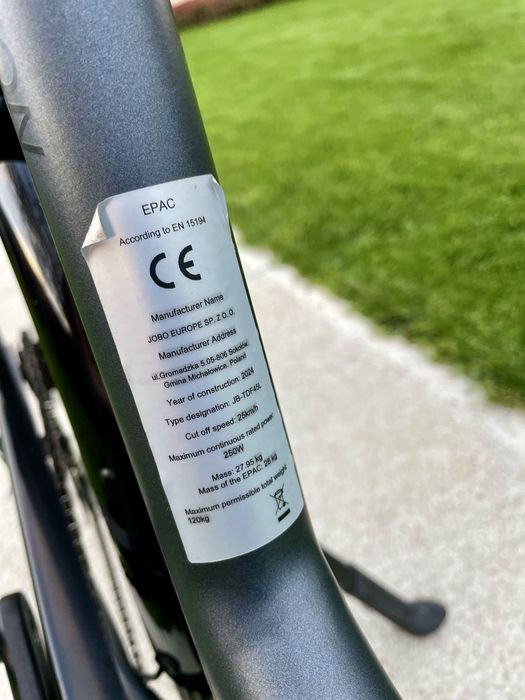 EPAC
According to EN 15194
CE
Manufacturer Name
JOBO EUROPE SP. Z.O.O.
Manufacturer Address
ul.Gromadzka 5.05-806 Sokołów,
Gmina Michalowice, Poland
Year of construction: 2024
Type designation: JB-TDF45L
Cut off speed: 25km/h
Maximum continuous rated power:
250W
Mass: 27.95 kg
Mass of the EPAC: 28 kg
Maximum permissible total weight:
120kg